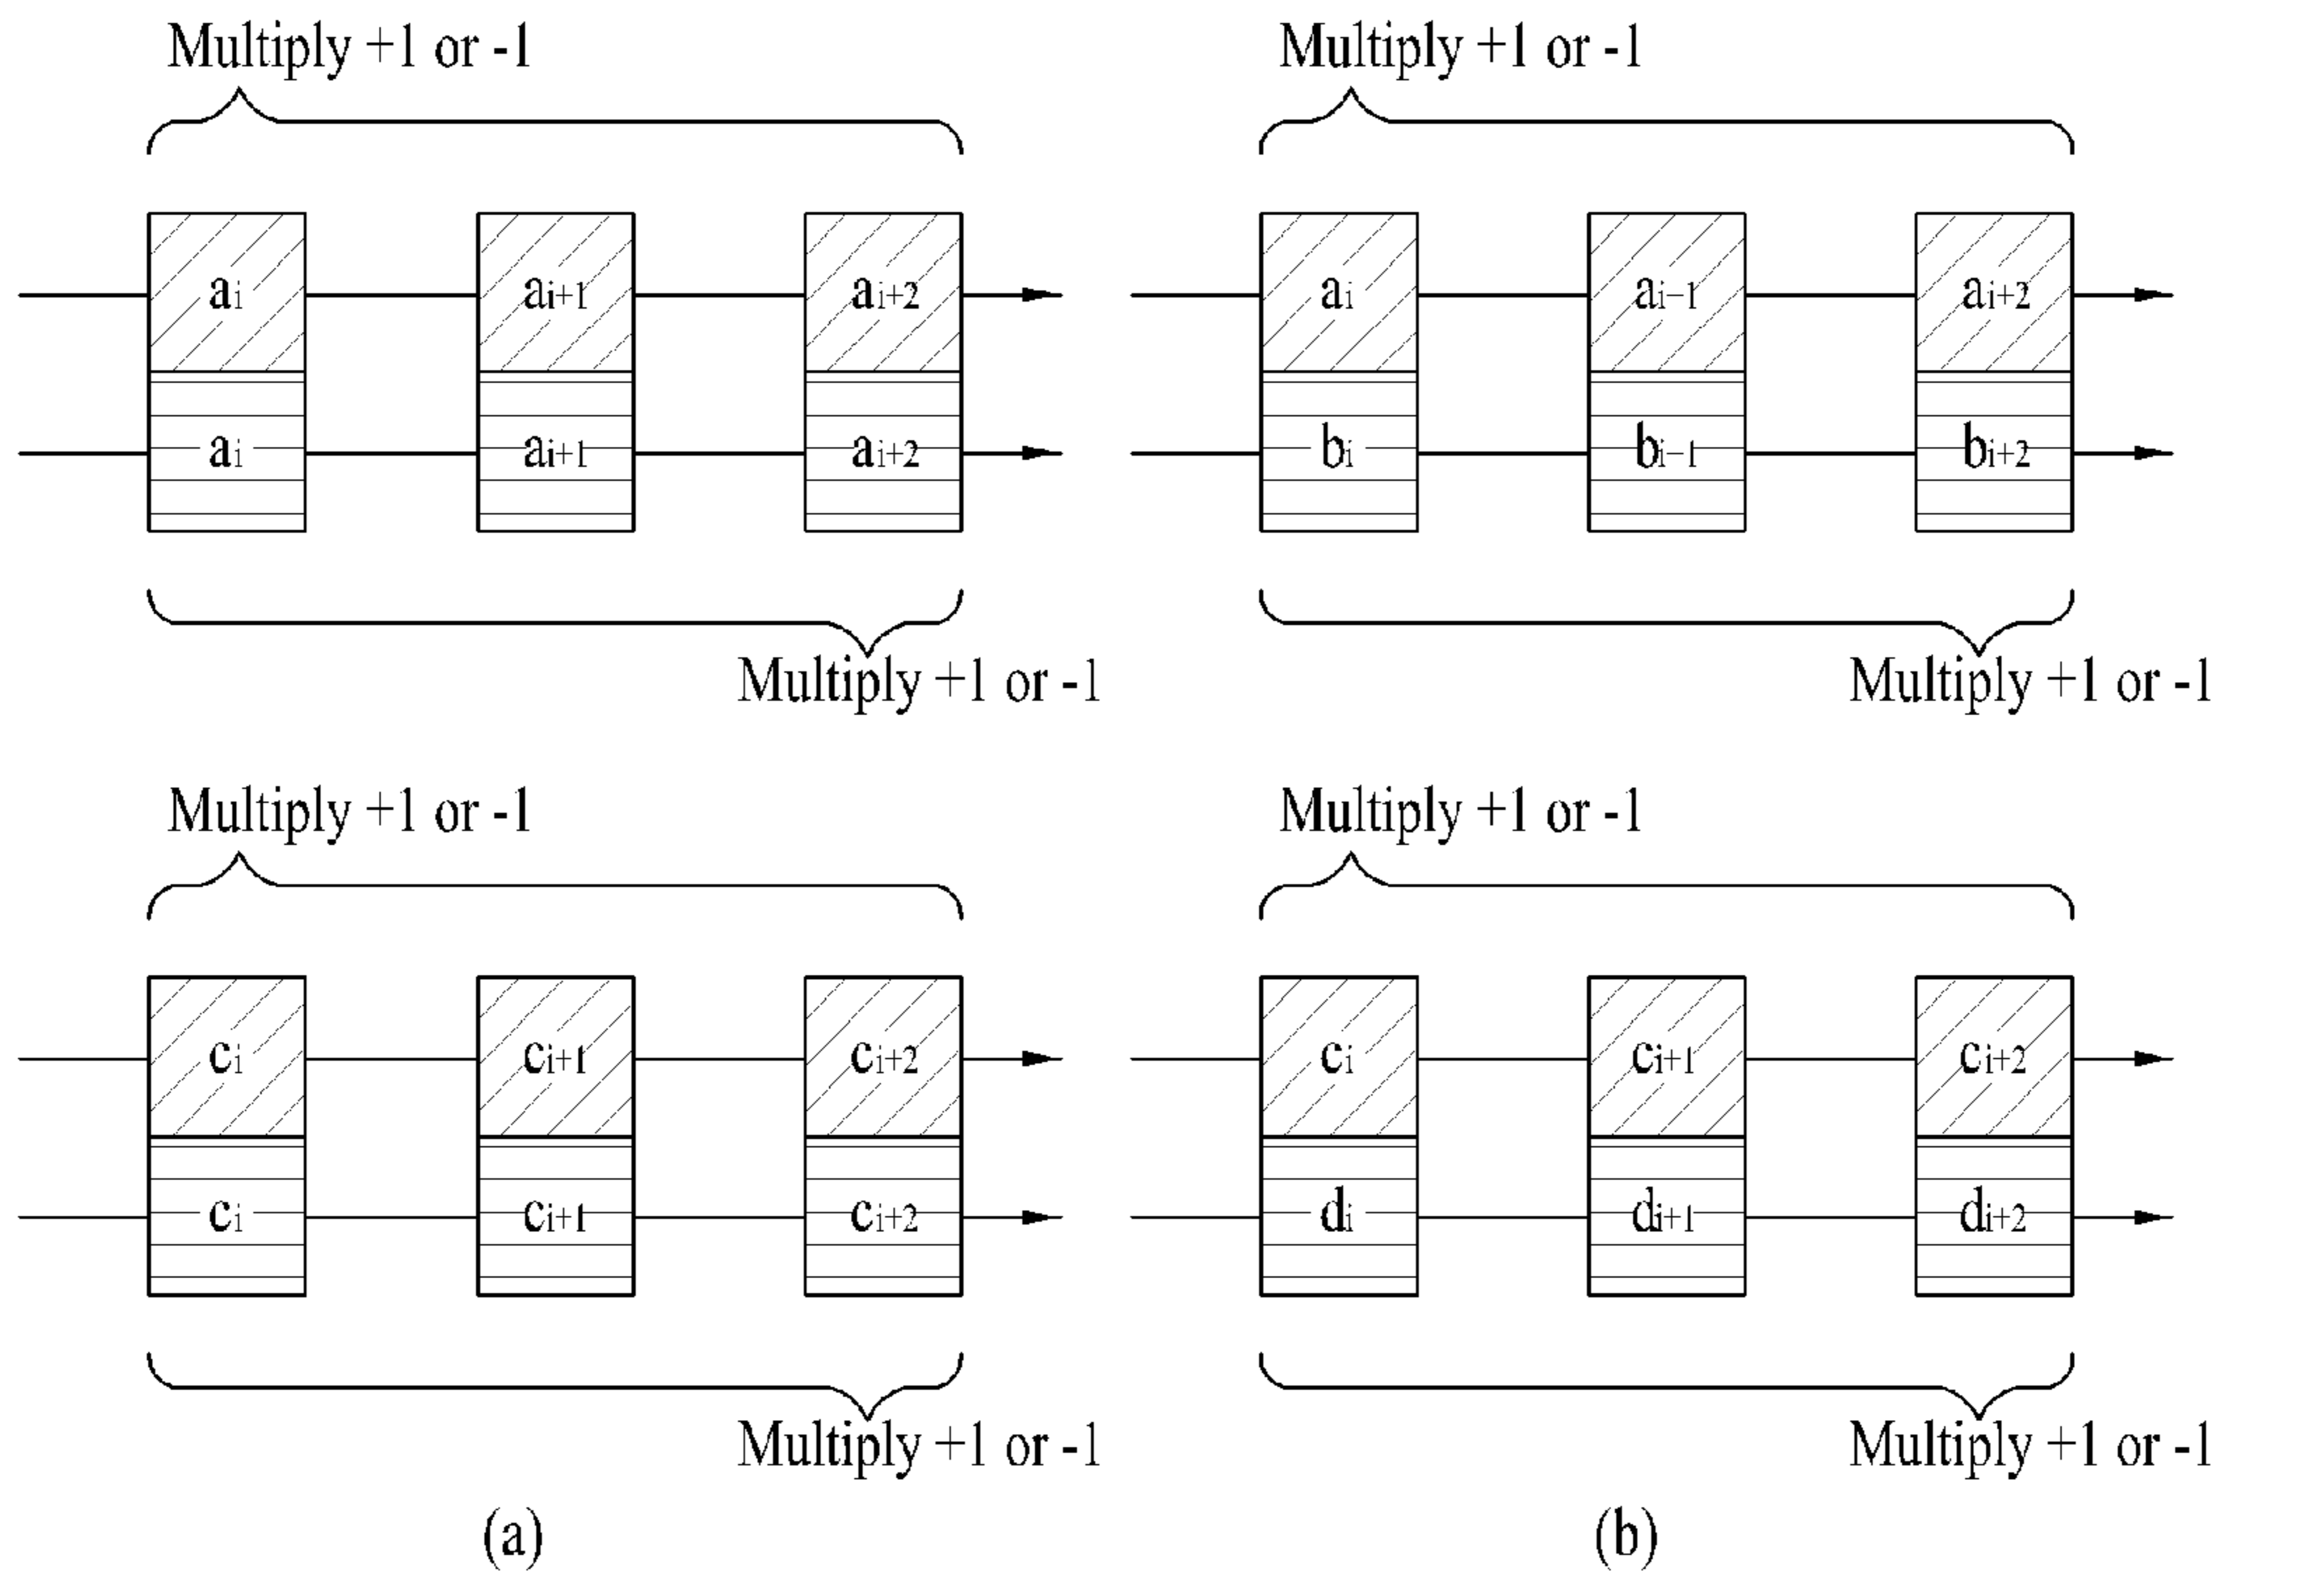 Multiply +1 or -1 Multiply +1 or -1
ai ai+1 ai+2 ai ai−1 ai+2
ai ai+1 ai+2 bi bi−1 bi+2
Multiply +1 or -1 Multiply +1 or -1
Multiply +1 or -1 Multiply +1 or -1
ci ci+1 ci+2 ci ci+1 ci+2
ci ci+1 ci+2 di di+1 di+2
Multiply +1 or -1 Multiply +1 or -1
(a) (b)